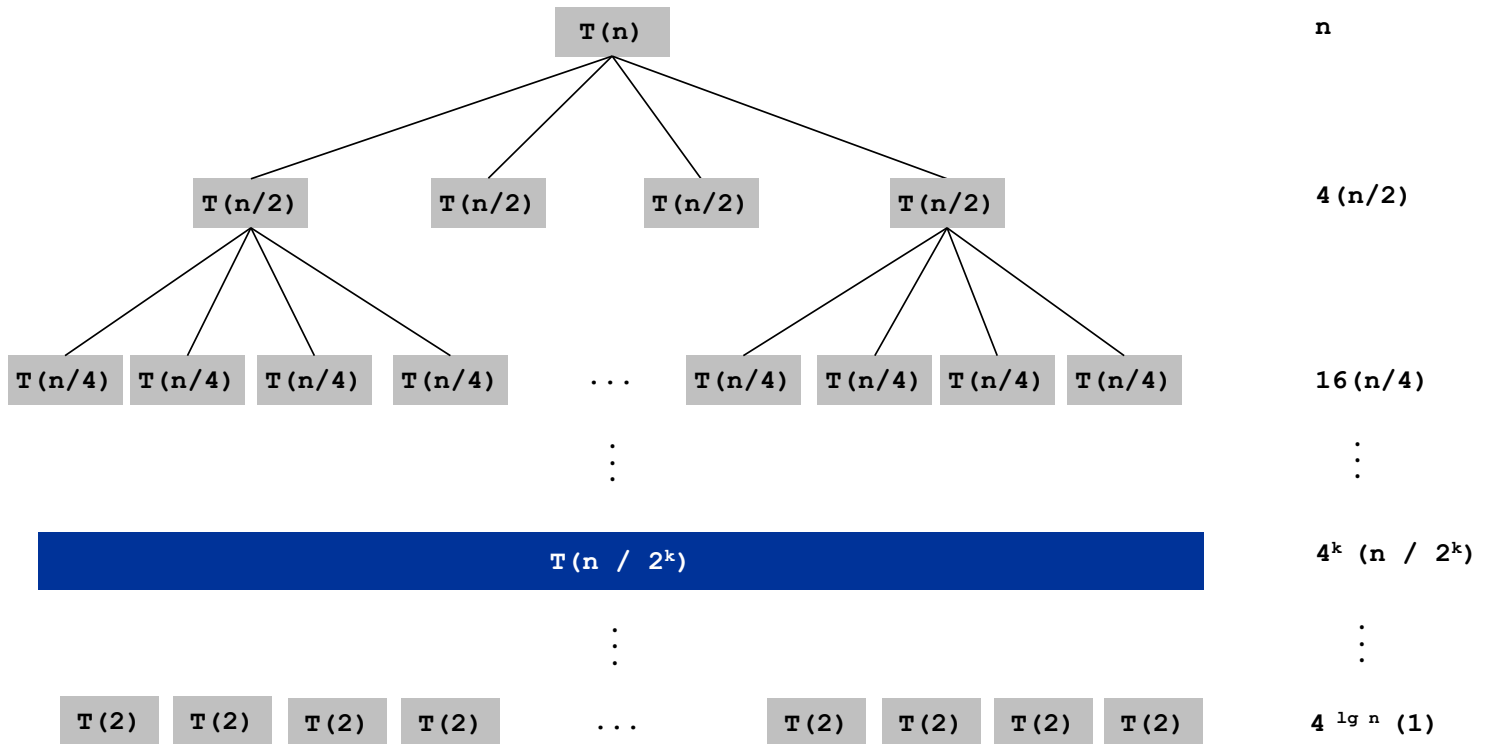 T(n) n
T(n/2) T(n/2) T(n/2) T(n/2) 4(n/2)
T(n/4) T(n/4) T(n/4) T(n/4) ... T(n/4) T(n/4) T(n/4) T(n/4) 16(n/4)
⋮ ⋮
T(n / 2ᵏ) 4ᵏ (n / 2ᵏ)
⋮ ⋮
T(2) T(2) T(2) T(2) ... T(2) T(2) T(2) T(2) 4 ˡᵍ ⁿ (1)